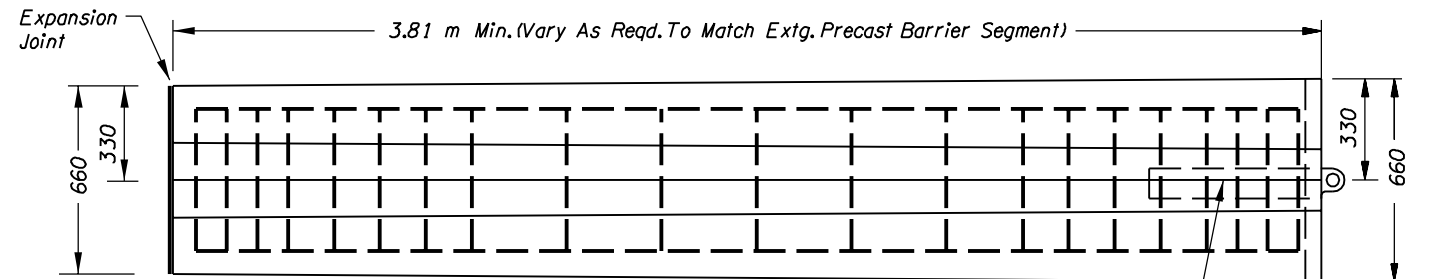 Expansion
Joint
3.81 m Min.(Vary As Reqd.To Match Extg.Precast Barrier Segment)
660
330
330
660